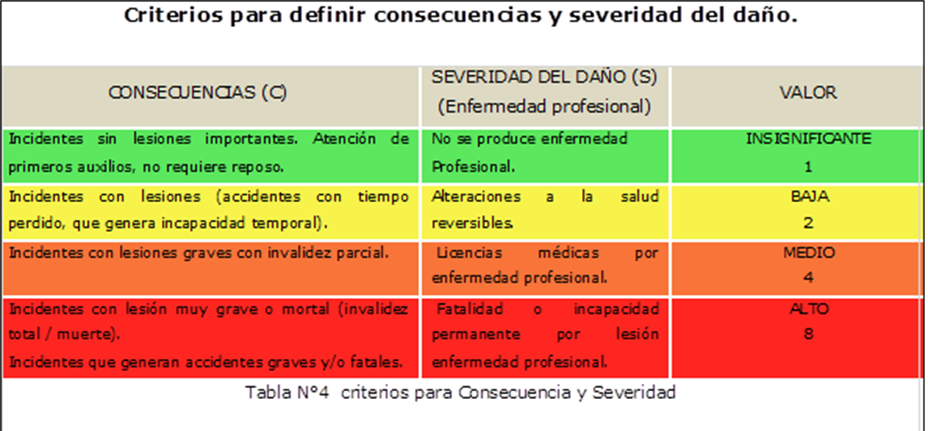 Criterios para definir consecuencias y severidad del daño.
CONSECUENCIAS (C)
SEVERIDAD DEL DAÑO (S)
(Enfermedad profesional)
VALOR
Incidentes sin lesiones importantes. Atención de
primeros auxilios, no requiere reposo.
No se produce enfermedad
Profesional.
INSIGNIFICANTE
1
Incidentes con lesiones (accidentes con tiempo
perdido, que genera incapacidad temporal).
Alteraciones a la salud
reversibles.
BAJA
2
Incidentes con lesiones graves con invalidez parcial.
Licencias médicas por
enfermedad profesional.
MEDIO
4
Incidentes con lesión muy grave o mortal (invalidez
total / muerte).
Incidentes que generan accidentes graves y/o fatales.
Fatalidad o incapacidad
permanente por lesión
enfermedad profesional.
ALTO
8
Tabla N°4 criterios para Consecuencia y Severidad